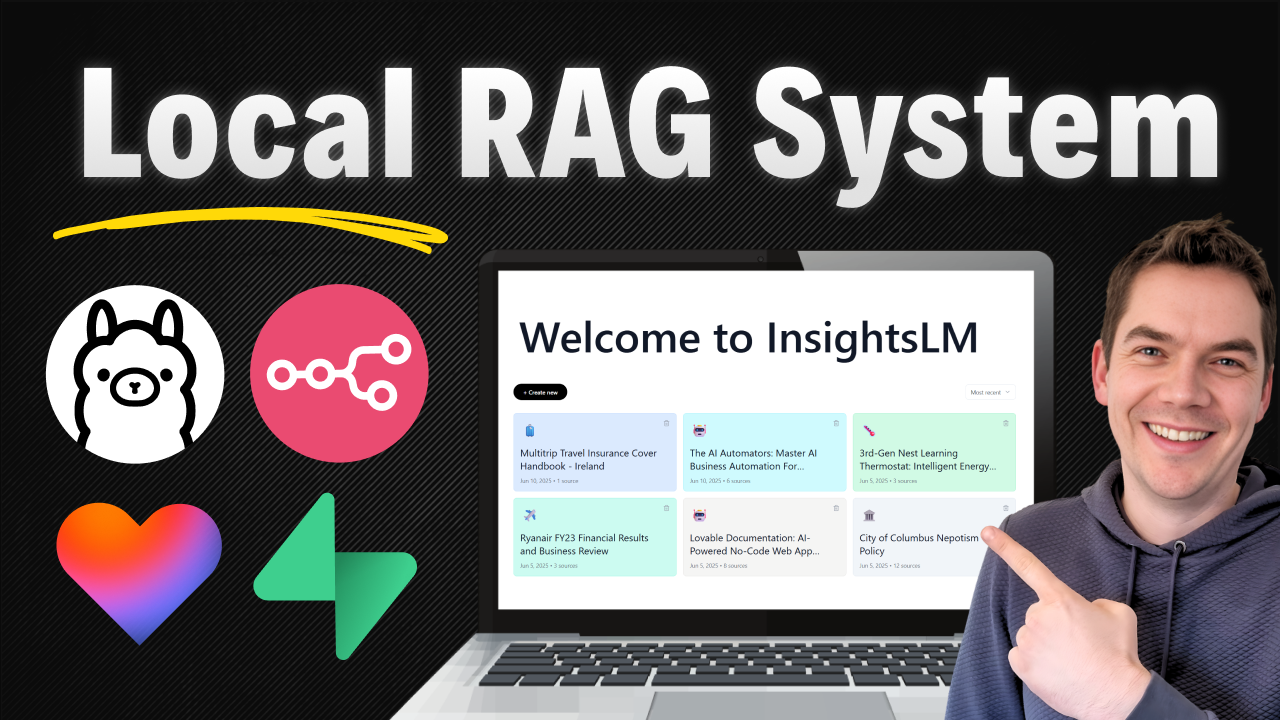 Local RAG System
Welcome to InsightsLM
+ Create new
Most recent
Multitrip Travel Insurance Cover
Handbook - Ireland
Jun 10, 2025 • 1 source
The AI Automators: Master AI
Business Automation For...
Jun 10, 2025 • 6 sources
3rd-Gen Nest Learning
Thermostat: Intelligent Energy...
Jun 5, 2025 • 3 sources
Ryanair FY23 Financial Results
and Business Review
Jun 5, 2025 • 3 sources
Lovable Documentation: AI-
Powered No-Code Web App...
Jun 5, 2025 • 8 sources
City of Columbus Nepotism
Policy
Jun 5, 2025 • 12 sources